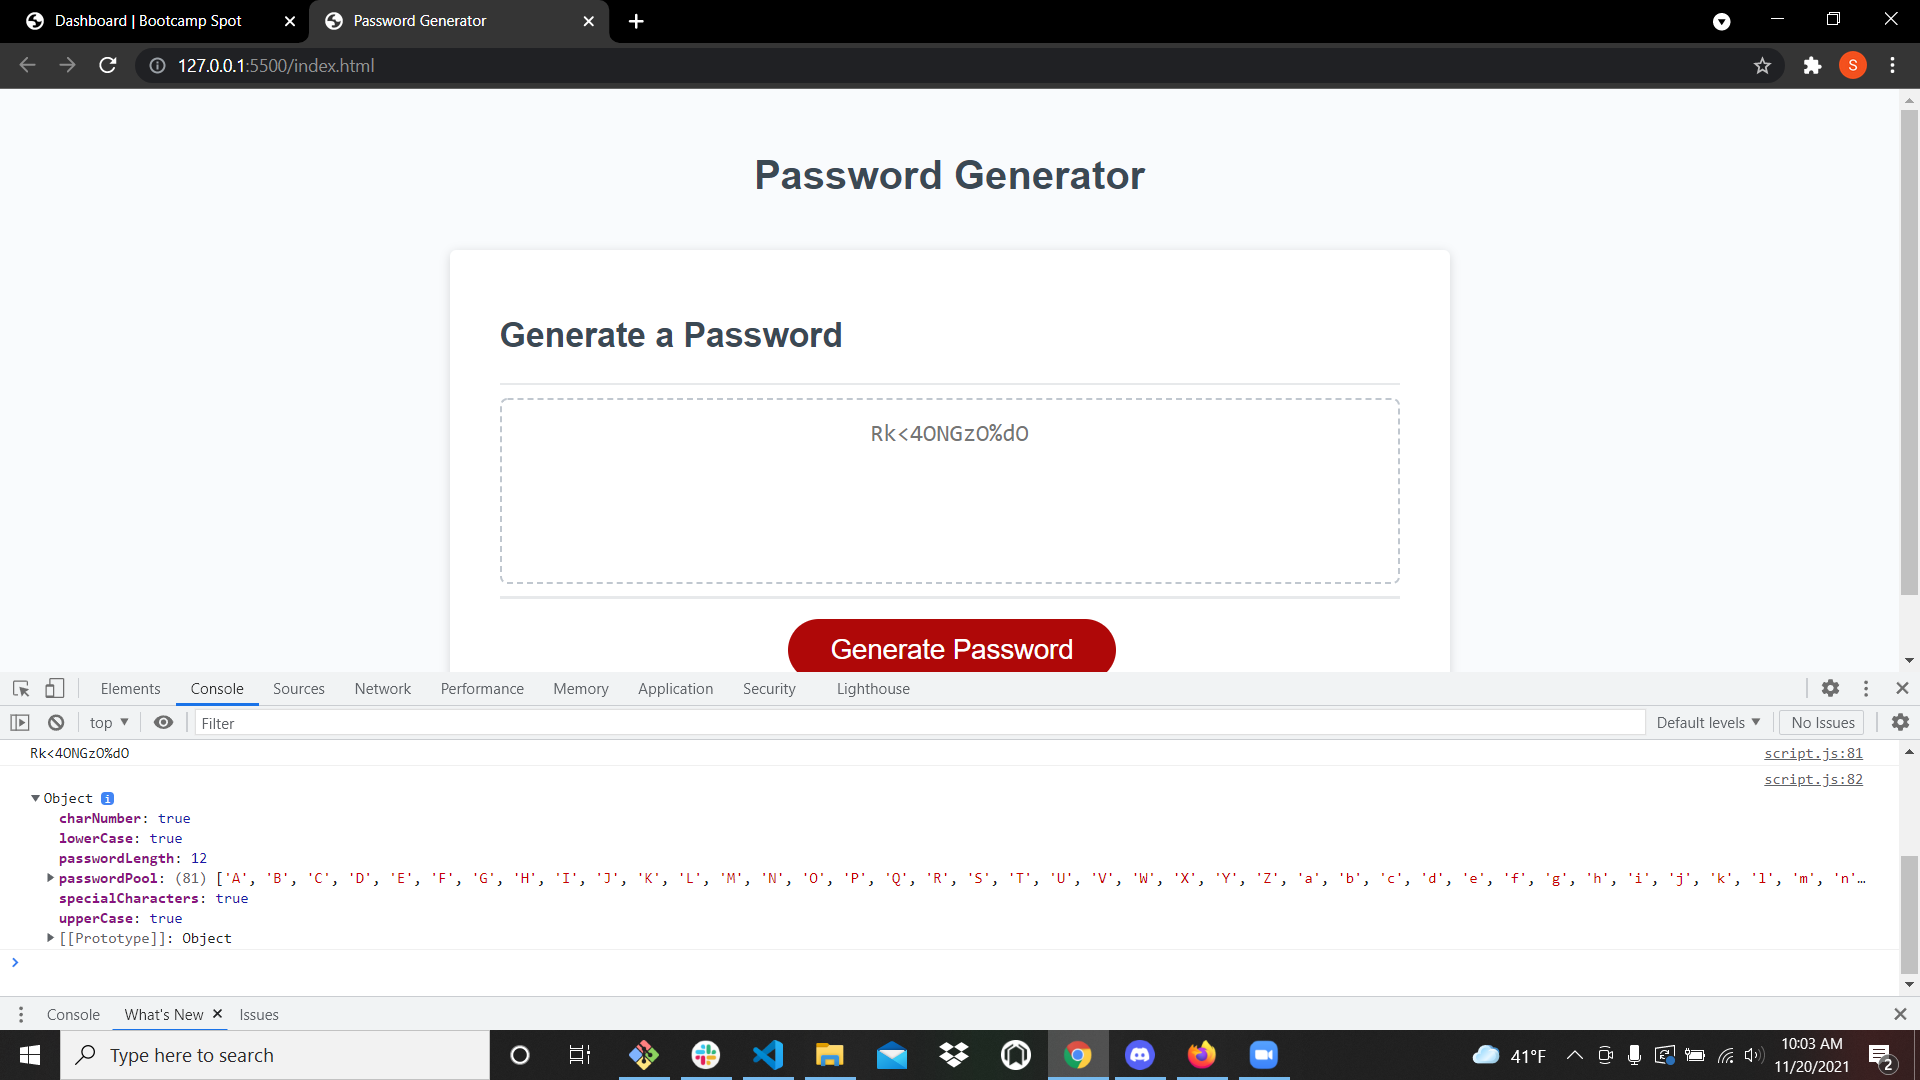 Dashboard | Bootcamp Spot
Password Generator
127.0.0.1:5500/index.html
S
Password Generator
Generate a Password
Rk<4ONGzO%dO
Generate Password
Elements Console Sources Network Performance Memory Application Security Lighthouse
top Filter Default levels No Issues
Rk<4ONGzO%dO script.js:81
script.js:82
Object i
charNumber: true
lowerCase: true
passwordLength: 12
passwordPool: (81) ['A', 'B', 'C', 'D', 'E', 'F', 'G', 'H', 'I', 'J', 'K', 'L', 'M', 'N', 'O', 'P', 'Q', 'R', 'S', 'T', 'U', 'V', 'W', 'X', 'Y', 'Z', 'a', 'b', 'c', 'd', 'e', 'f', 'g', 'h', 'i', 'j', 'k', 'l', 'm', 'n'…
specialCharacters: true
upperCase: true
[[Prototype]]: Object
Console What's New Issues
Type here to search
41°F
10:03 AM
11/20/2021
2